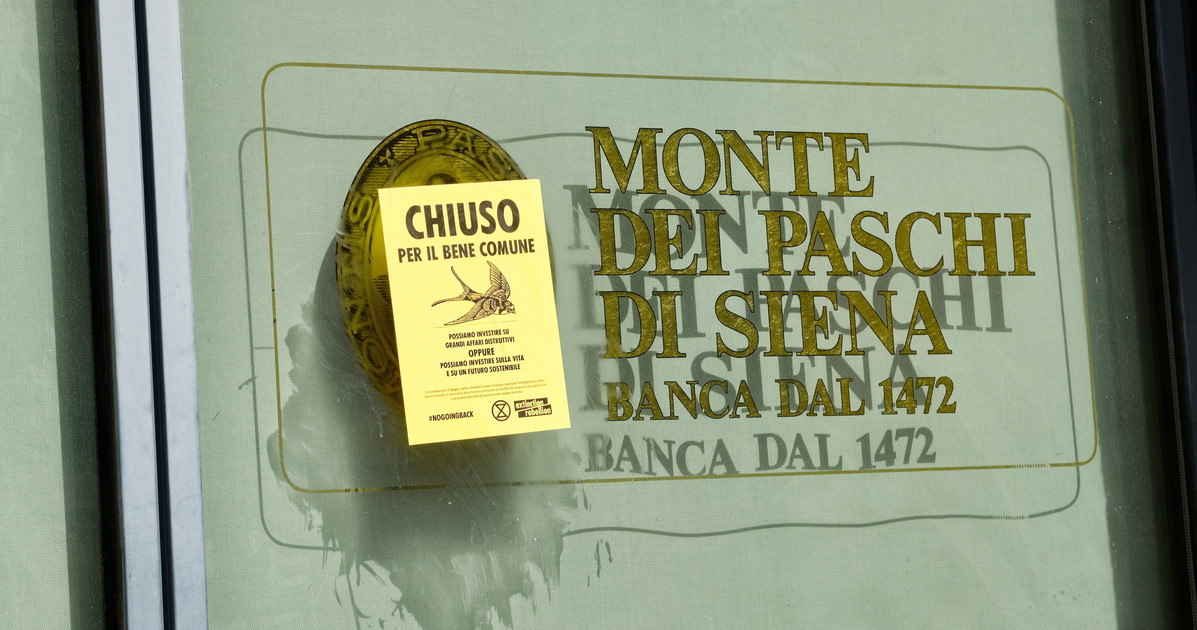 PA
CHIUSO
PER IL BENE COMUNE
POSSIAMO INVESTIRE SU
GRANDI AFFARI DISTRUTTIVI
OPPURE
POSSIAMO INVESTIRE SULLA VITA
E SU UN FUTURO SOSTENIBILE
#NOGOINGBACK
extinction
rebellion
MONTE
DEI PASCHI
DI SIENA
BANCA DAL 1472